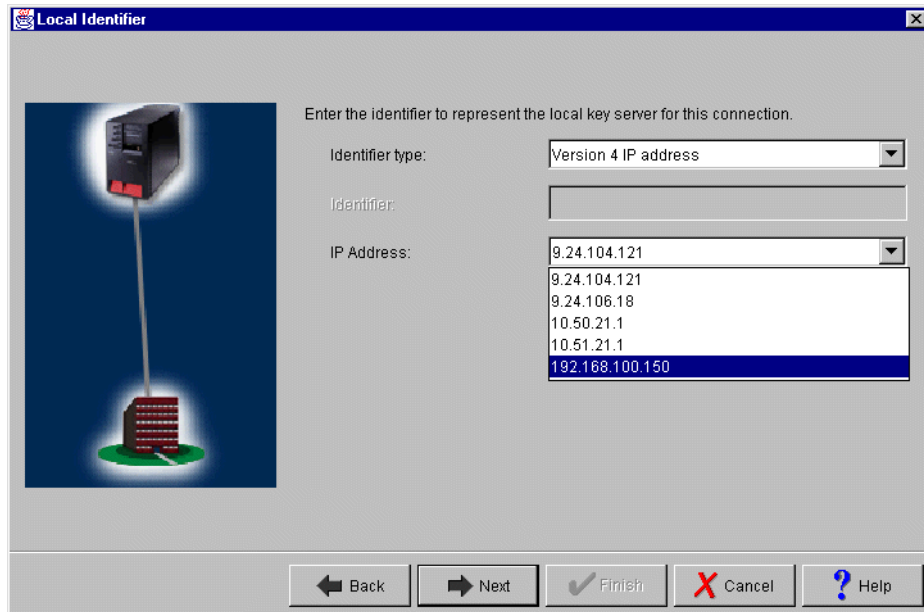 Local Identifier
Enter the identifier to represent the local key server for this connection.
Identifier type: Version 4 IP address
Identifier:
IP Address: 9.24.104.121
9.24.104.121
9.24.106.18
10.50.21.1
10.51.21.1
192.168.100.150
Back Next Finish Cancel ? Help